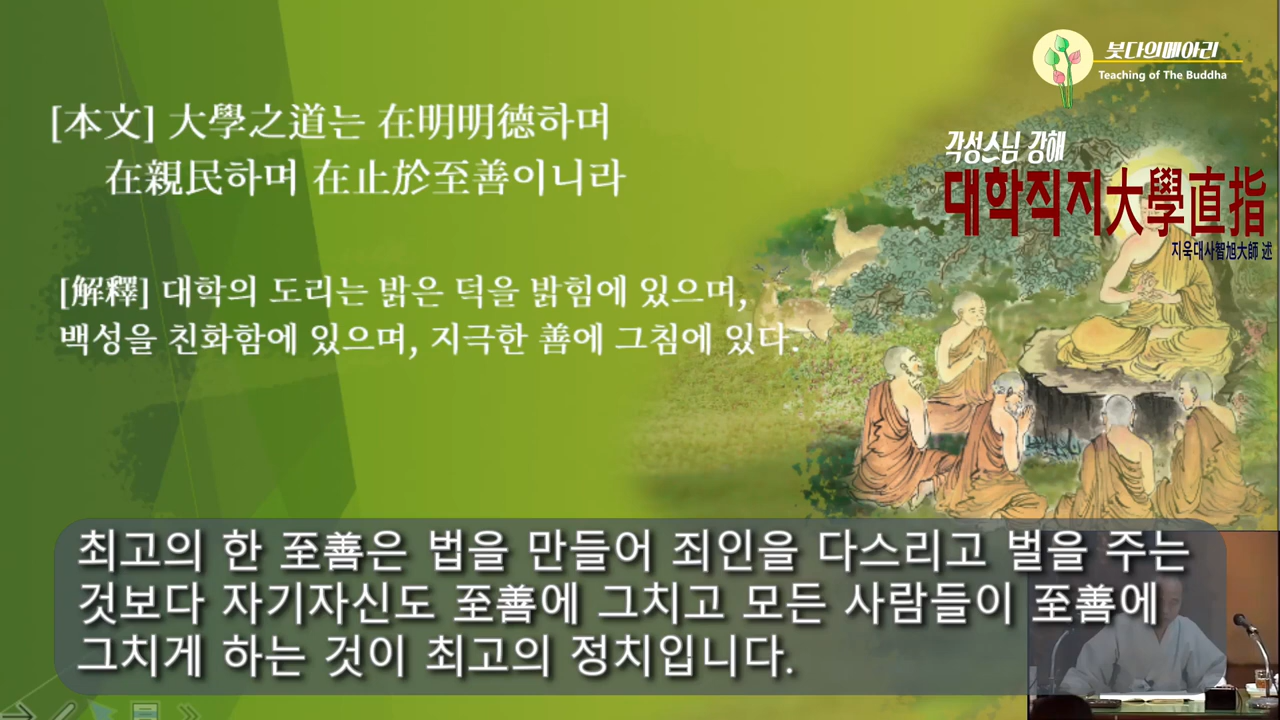 붓다의메아리
Teaching of The Buddha
각성스님 강해
대학직지大學直指
지욱대사智旭大師 述
[本文] 大學之道는 在明明德하며
在親民하며 在止於至善이니라
[解釋] 대학의 도리는 밝은 덕을 밝힘에 있으며,
백성을 친화함에 있으며, 지극한 善에 그침에 있다.
최고의 한 至善은 법을 만들어 죄인을 다스리고 벌을 주는
것보다 자기자신도 至善에 그치고 모든 사람들이 至善에
그치게 하는 것이 최고의 정치입니다.